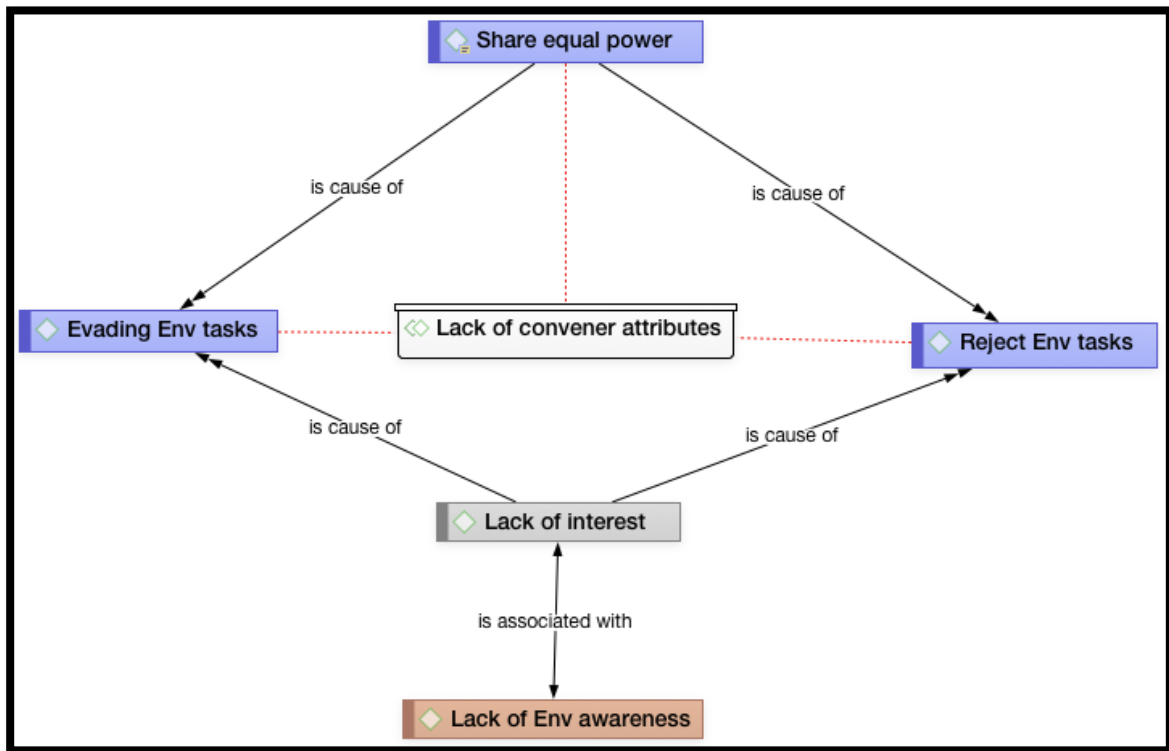 Share equal power
is cause of
is cause of
Evading Env tasks
Lack of convener attributes
Reject Env tasks
is cause of
is cause of
Lack of interest
is associated with
Lack of Env awareness